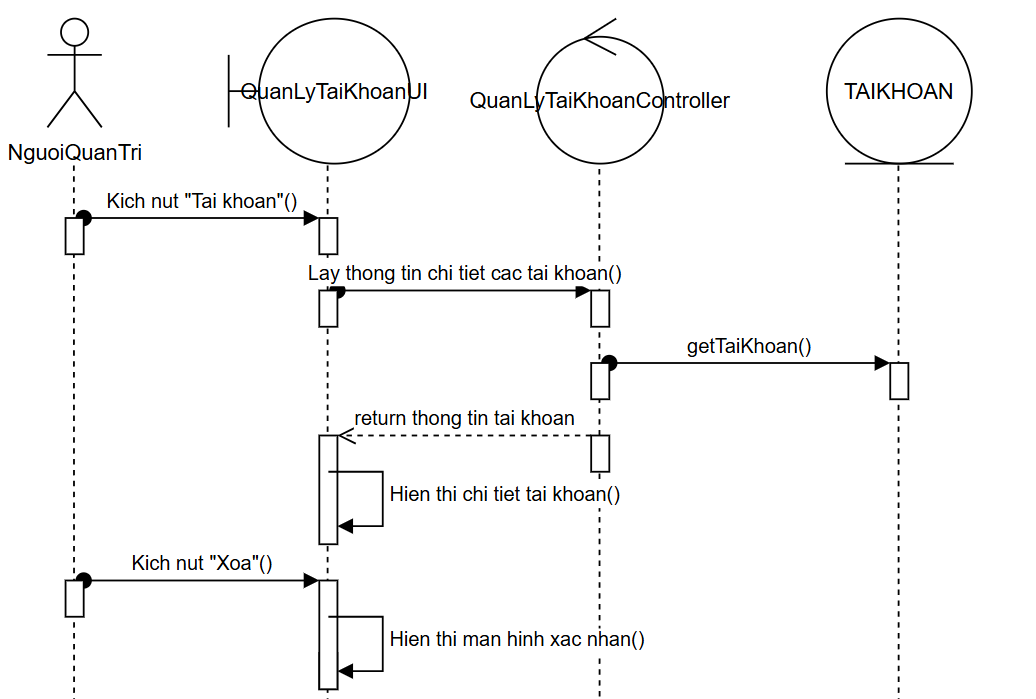 QuanLyTaiKhoanUI
QuanLyTaiKhoanController
TAIKHOAN
NguoiQuanTri
Kich nut "Tai khoan"()
Lay thong tin chi tiet cac tai khoan()
getTaiKhoan()
return thong tin tai khoan
Hien thi chi tiet tai khoan()
Kich nut "Xoa"()
Hien thi man hinh xac nhan()